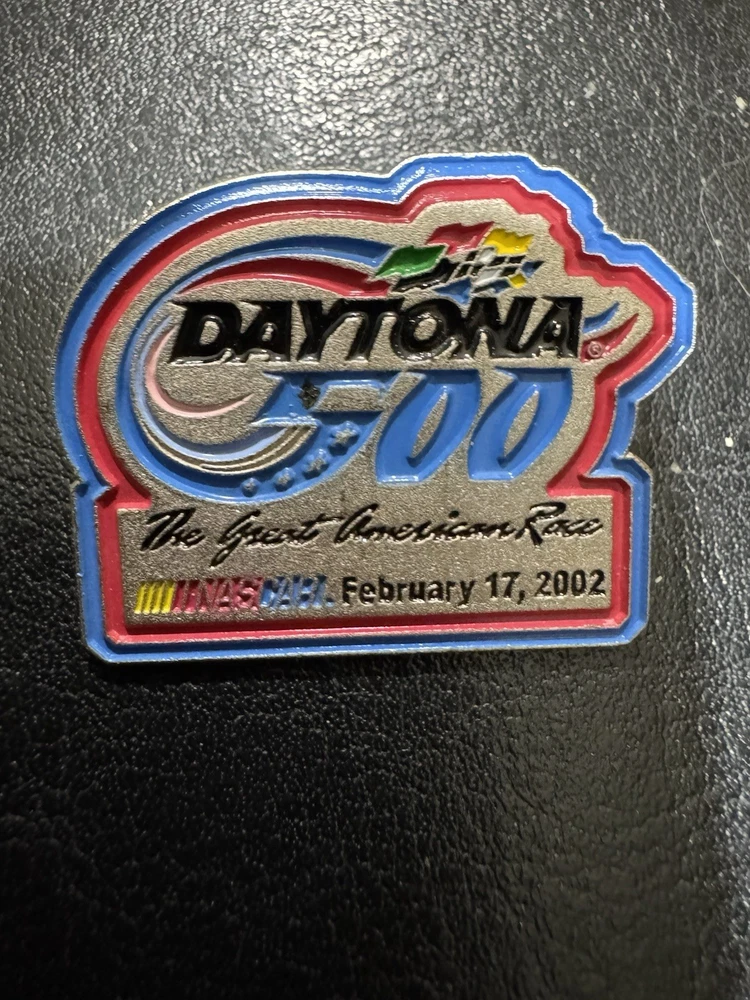 DAYTONA®
500
The Great American Race
NASCAR. February 17, 2002